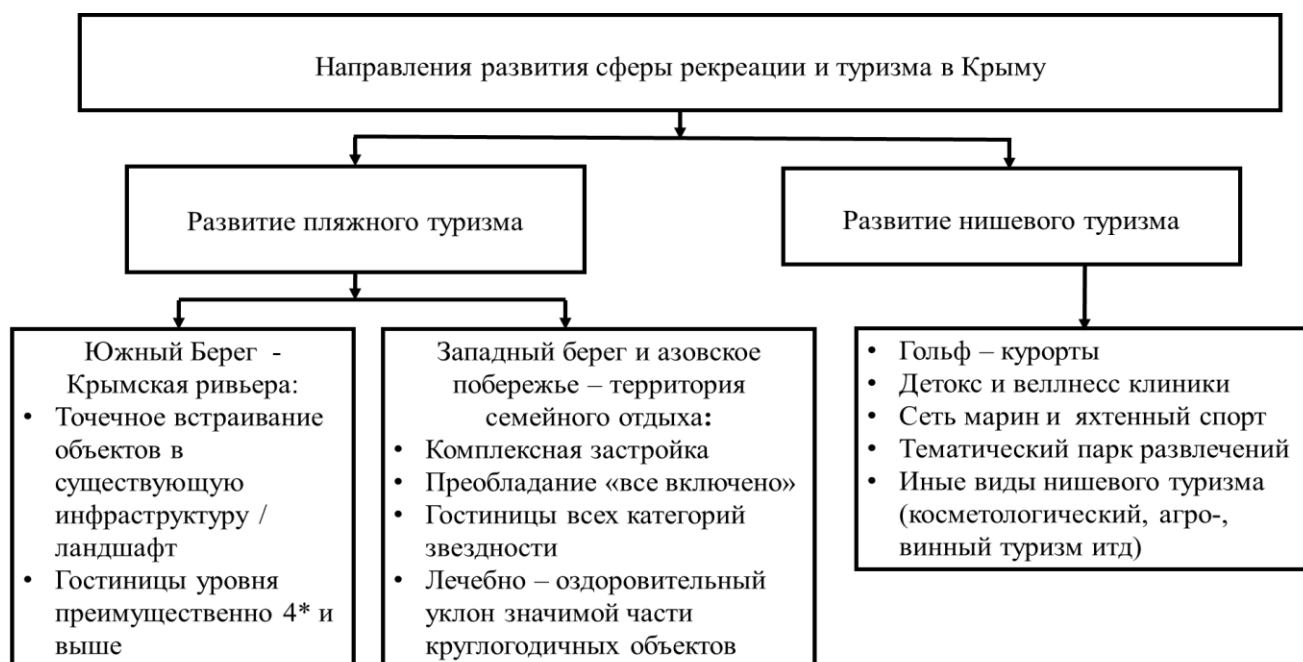 Направления развития сферы рекреации и туризма в Крыму
Развитие пляжного туризма
Развитие нишевого туризма
Южный Берег -
Крымская ривьера:
• Точечное встраивание
объектов в
существующую
инфраструктуру /
ландшафт
• Гостиницы уровня
преимущественно 4* и
выше
Западный берег и азовское
побережье – территория
семейного отдыха:
• Комплексная застройка
• Преобладание «все включено»
• Гостиницы всех категорий
звездности
• Лечебно – оздоровительный
уклон значимой части
круглогодичных объектов
• Гольф – курорты
• Детокс и веллнесс клиники
• Сеть марин и яхтенный спорт
• Тематический парк развлечений
• Иные виды нишевого туризма
(косметологический, агро-,
винный туризм итд)